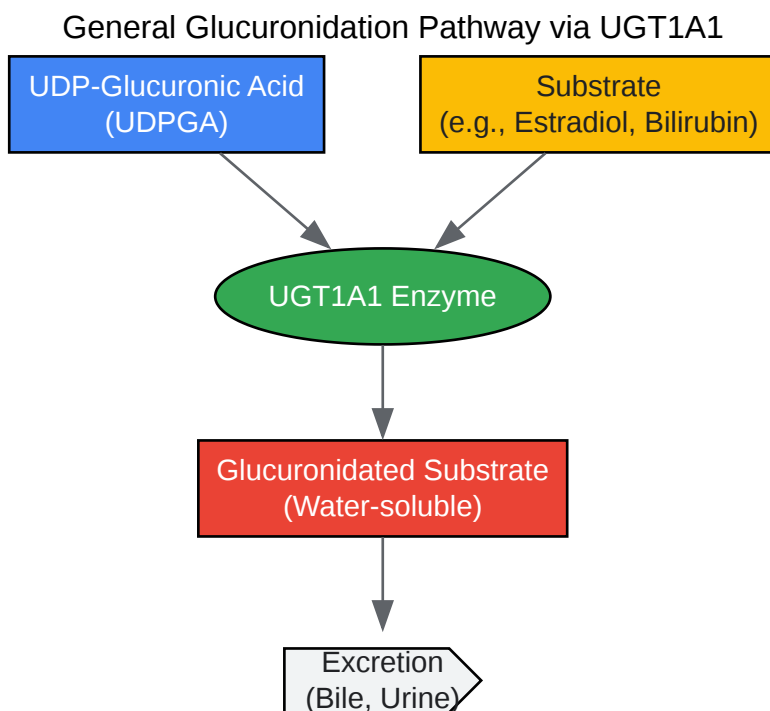 General Glucuronidation Pathway via UGT1A1
UDP-Glucuronic Acid
(UDPGA)
Substrate
(e.g., Estradiol, Bilirubin)
UGT1A1 Enzyme
Glucuronidated Substrate
(Water-soluble)
Excretion
(Bile, Urine)